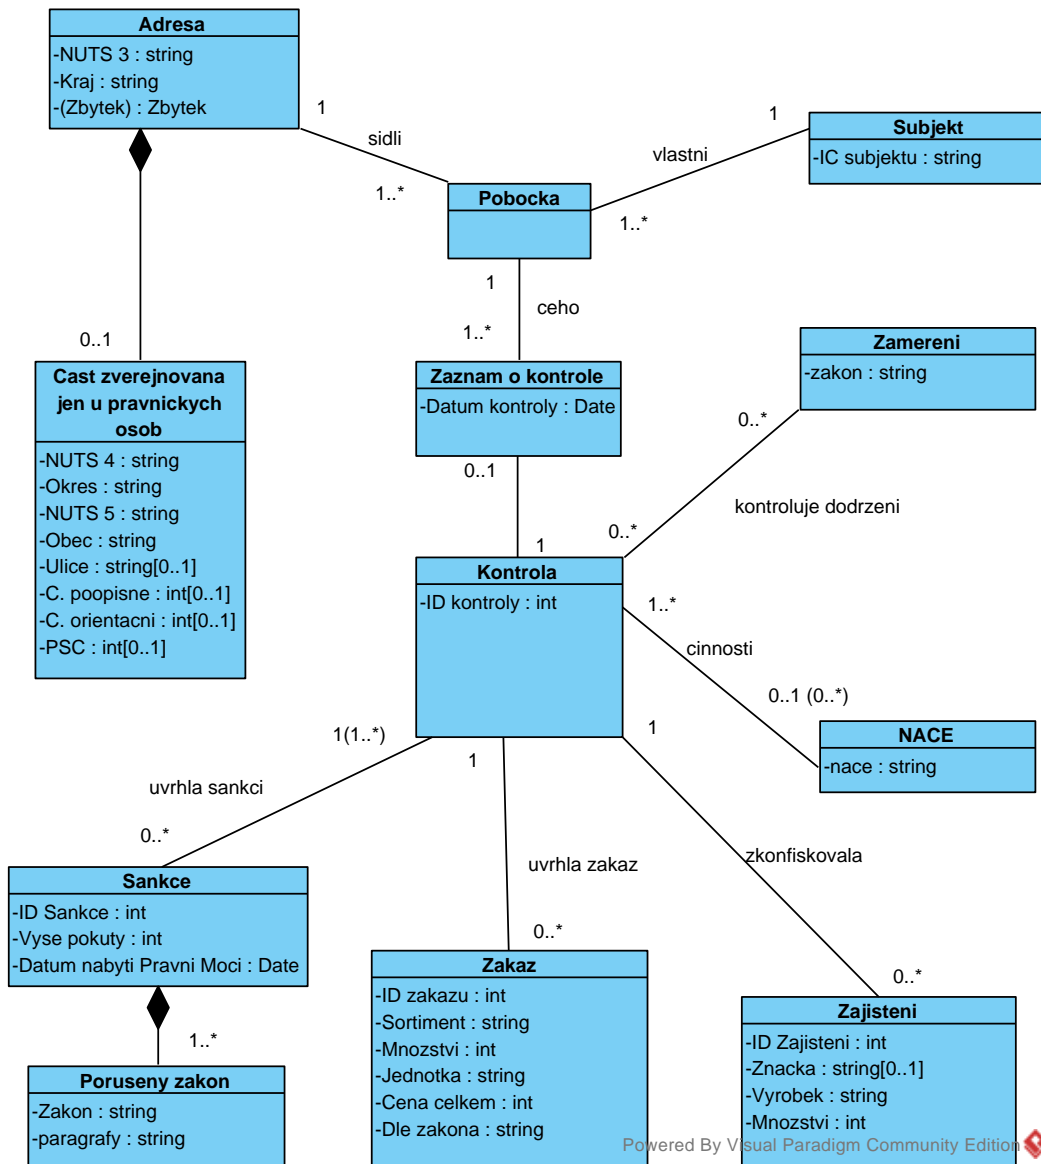 Adresa
-NUTS 3 : string
-Kraj : string
-(Zbytek) : Zbytek
1
sidli
1..*
1
vlastni
1..*
Subjekt
-IC subjektu : string
Pobocka
1
ceho
1..*
0..1
Cast zverejnovana
jen u pravnickych
osob
-NUTS 4 : string
-Okres : string
-NUTS 5 : string
-Obec : string
-Ulice : string[0..1]
-C. poopisne : int[0..1]
-C. orientacni : int[0..1]
-PSC : int[0..1]
Zaznam o kontrole
-Datum kontroly : Date
0..1
1
Zamereni
-zakon : string
0..*
kontroluje dodrzeni
0..*
Kontrola
-ID kontroly : int
1..*
cinnosti
0..1 (0..*)
NACE
-nace : string
1(1..*)
uvrhla sankci
0..*
1
uvrhla zakaz
0..*
1
zkonfiskovala
0..*
Sankce
-ID Sankce : int
-Vyse pokuty : int
-Datum nabyti Pravni Moci : Date
1..*
Poruseny zakon
-Zakon : string
-paragrafy : string
Zakaz
-ID zakazu : int
-Sortiment : string
-Mnozstvi : int
-Jednotka : string
-Cena celkem : int
-Dle zakona : string
Zajisteni
-ID Zajisteni : int
-Znacka : string[0..1]
-Vyrobek : string
-Mnozstvi : int
Powered By Visual Paradigm Community Edition